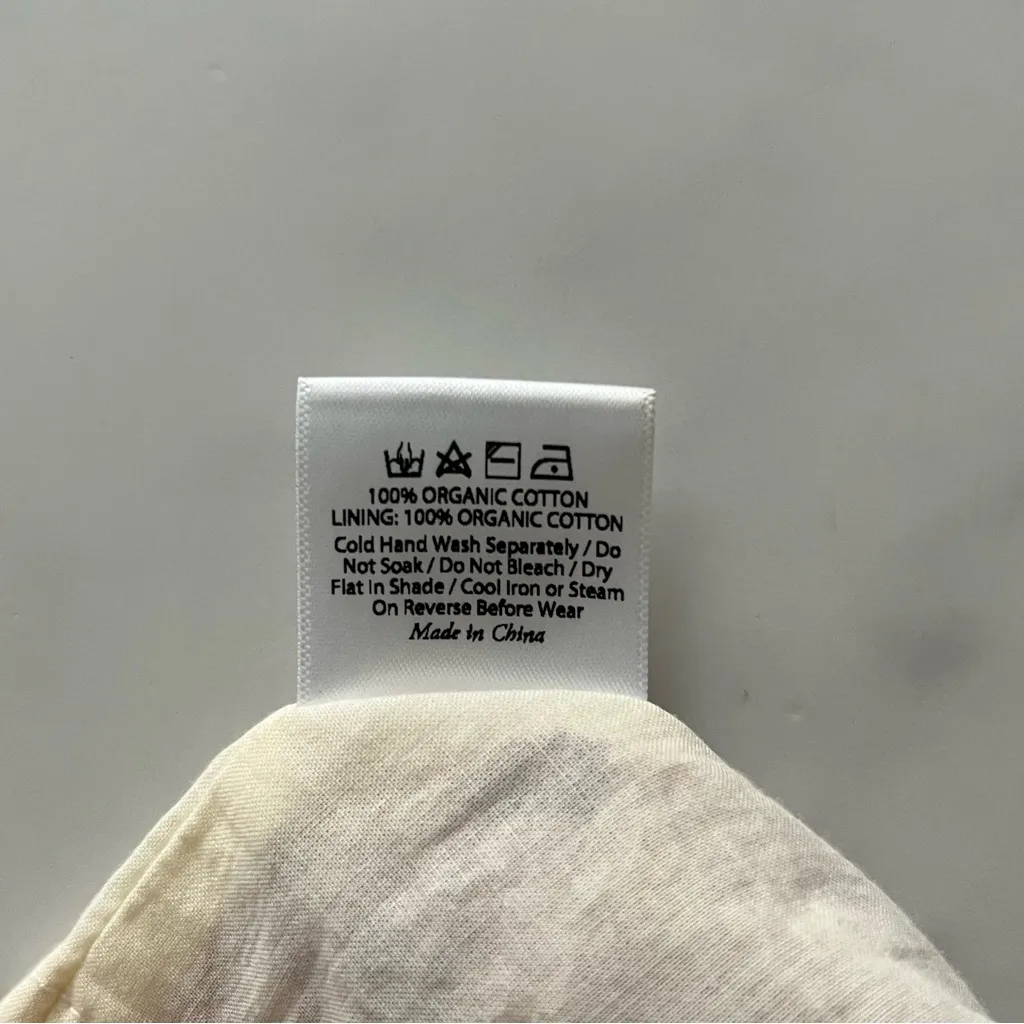 100% ORGANIC COTTON
LINING: 100% ORGANIC COTTON
Cold Hand Wash Separately / Do
Not Soak / Do Not Bleach / Dry
Flat In Shade / Cool Iron or Steam
On Reverse Before Wear
Made in China